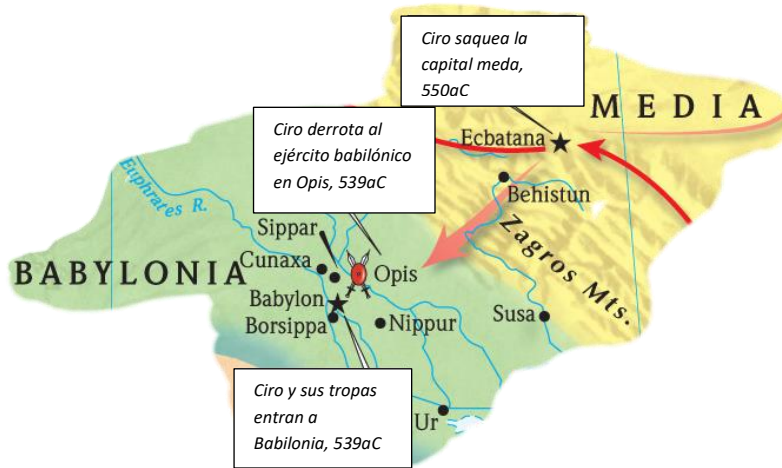 Ciro saquea la
capital meda,
550aC
MEDIA
Ecbatana
Ciro derrota al
ejército babilónico
en Opis, 539aC
Behistun
Euphrates R.
Sippar
Zagros Mts.
Cunaxa
Opis
BABYLONIA
Babylon
Borsippa
Nippur
Susa
Ciro y sus tropas
entran a
Babilonia, 539aC
Ur